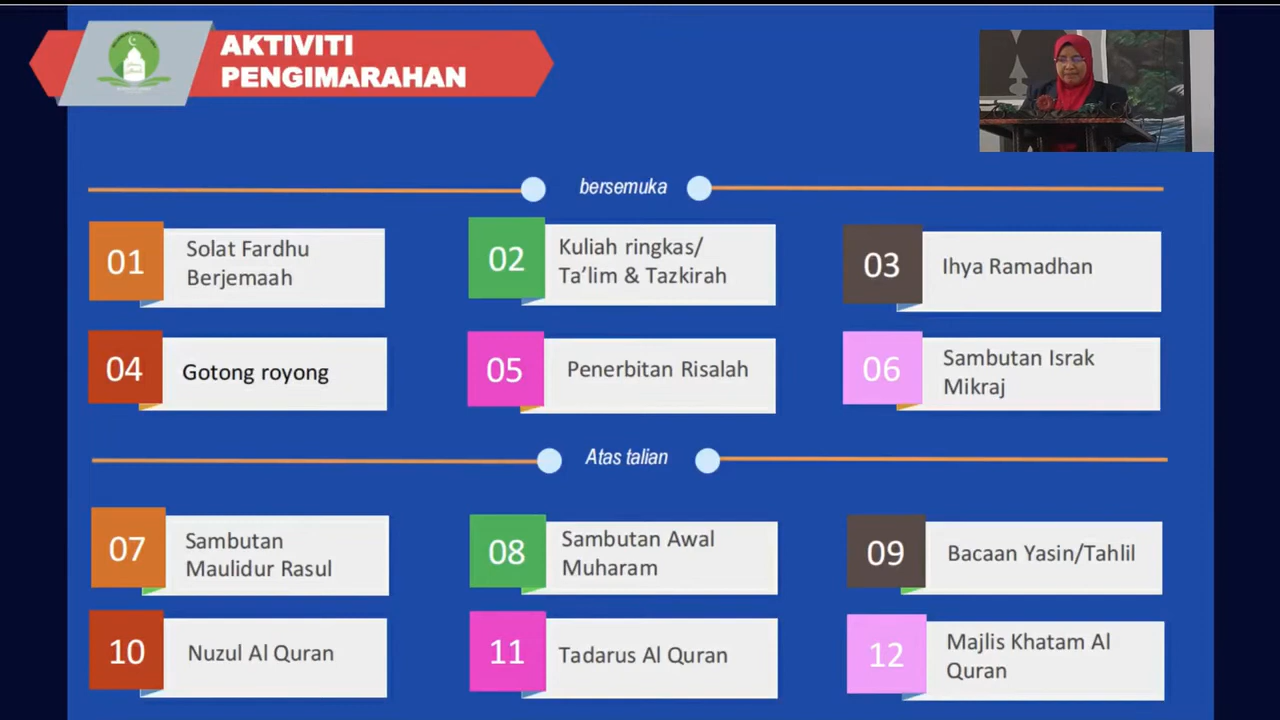 AKTIVITI
PENGIMARAHAN
bersemuka
01
Solat Fardhu
Berjemaah
02
Kuliah ringkas/
Ta’lim & Tazkirah
03
Ihya Ramadhan
04
Gotong royong
05
Penerbitan Risalah
06
Sambutan Israk
Mikraj
Atas talian
07
Sambutan
Maulidur Rasul
08
Sambutan Awal
Muharam
09
Bacaan Yasin/Tahlil
10
Nuzul Al Quran
11
Tadarus Al Quran
12
Majlis Khatam Al
Quran